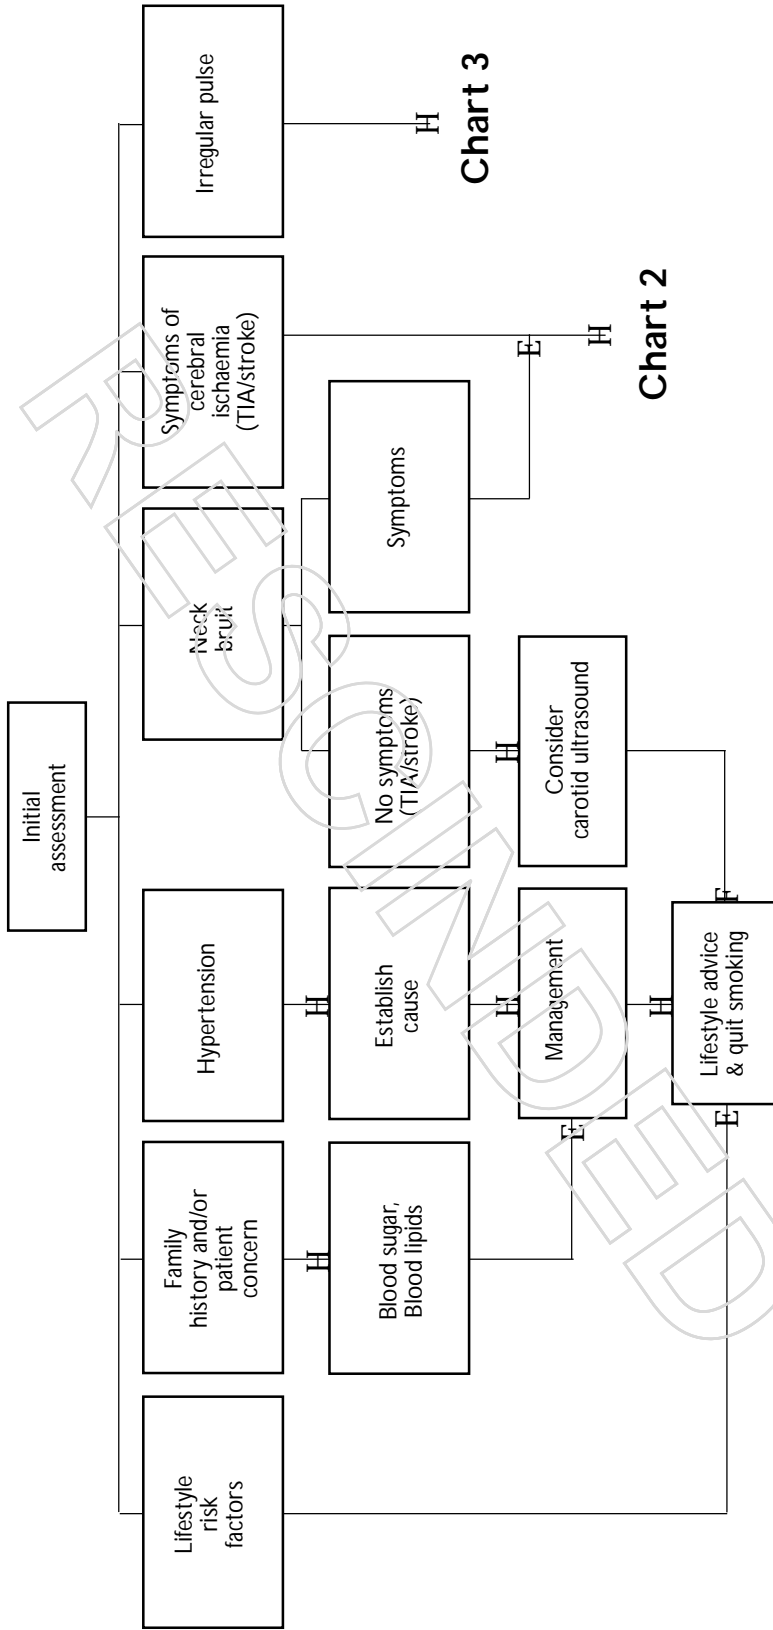 Initial
assessment
Lifestyle
risk
factors
Family
history and/or
patient
concern
Hypertension
Neck
bruit
Symptoms of
cerebral
ischaemia
(TIA/stroke)
Irregular pulse
H
Blood sugar,
Blood lipids
H
Establish
cause
No symptoms
(TIA/stroke)
Symptoms
H
Chart 3
E
H
Management
H
Consider
carotid ultrasound
E
H
Chart 2
E
H
E
Lifestyle advice
& quit smoking
RESCINDED